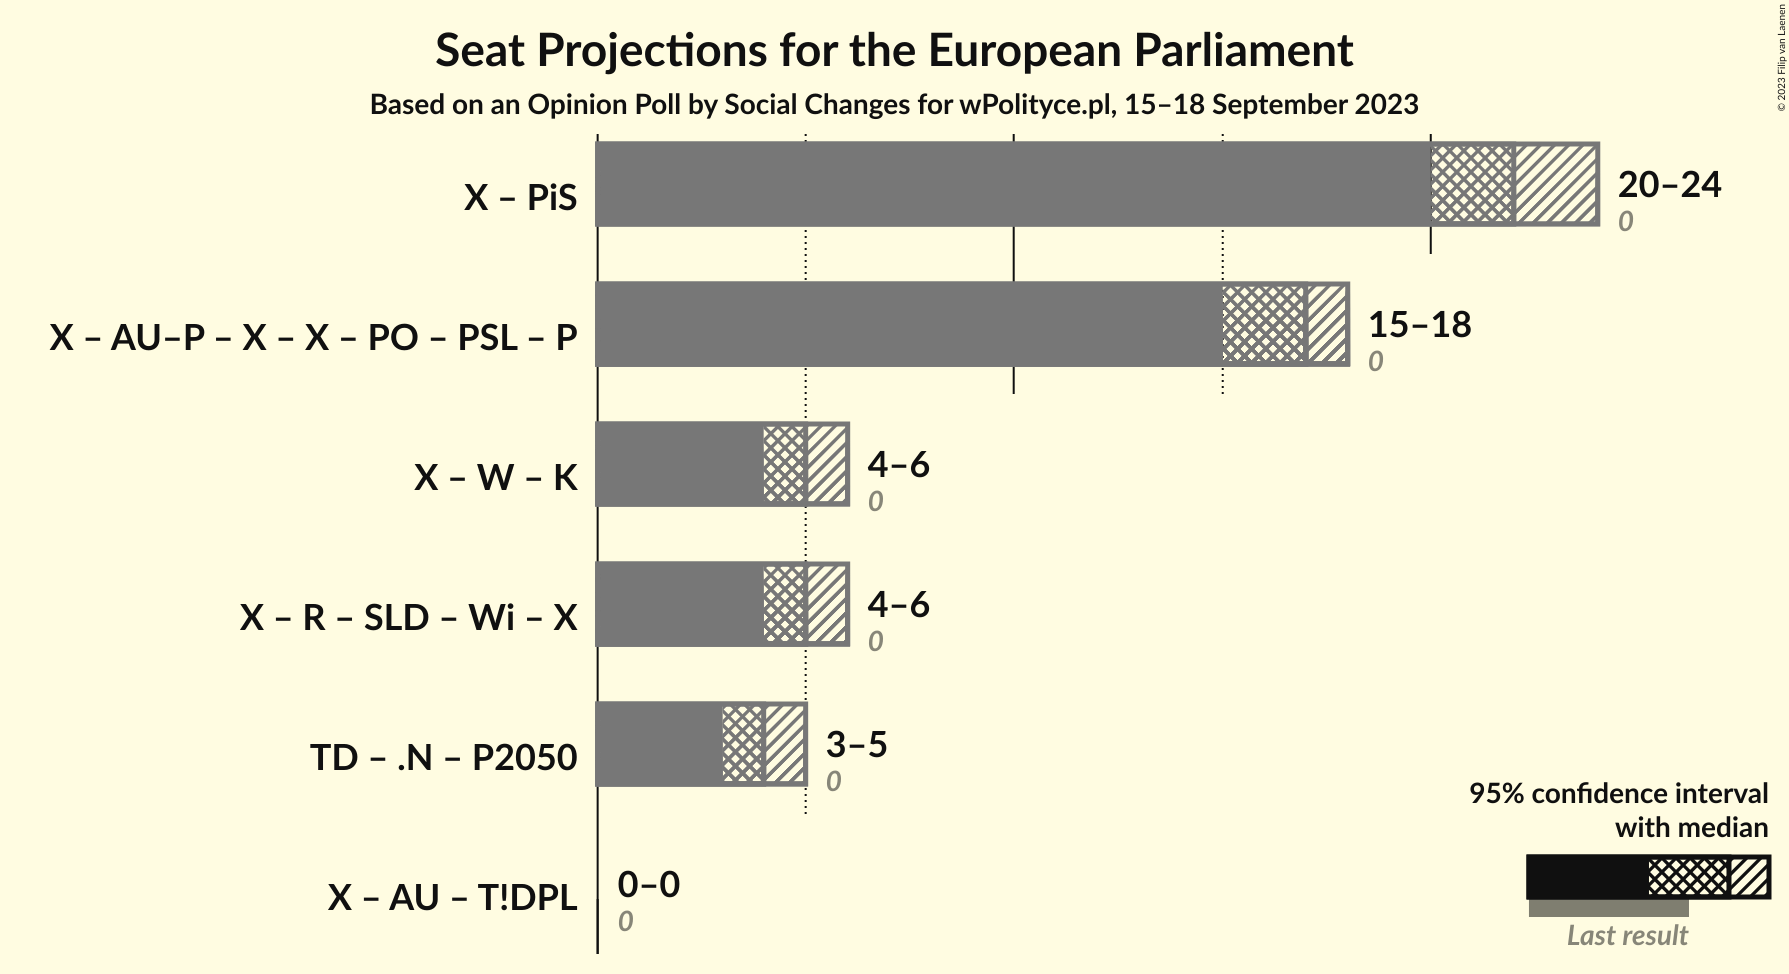 Seat Projections for the European Parliament
Based on an Opinion Poll by Social Changes for wPolityce.pl, 15–18 September 2023
© 2023 Filip van Laenen
X – PiS
20–24
0
X – AU–P – X – X – PO – PSL – P
15–18
0
X – W – K
4–6
0
X – R – SLD – Wi – X
4–6
0
TD – .N – P2050
3–5
0
X – AU – T!DPL
0–0
0
95% confidence interval
with median
Last result